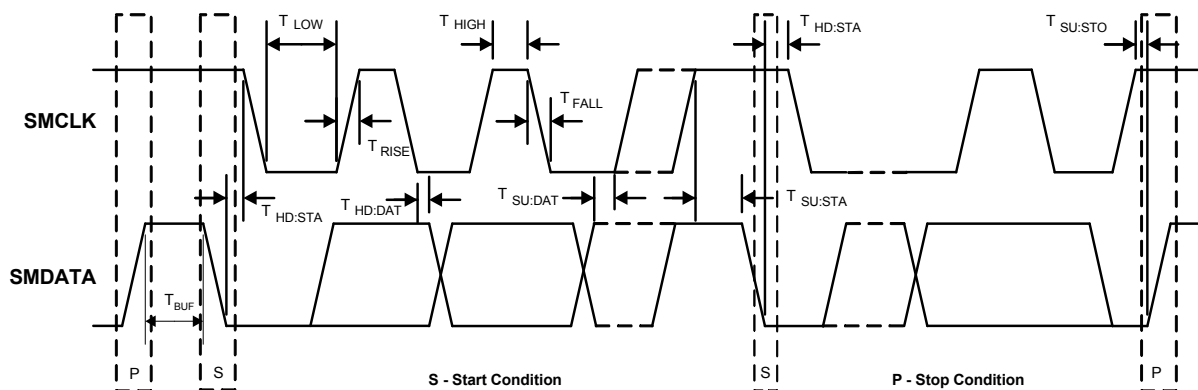 T LOW
T HIGH
T HD:STA
T SU:STO
SMCLK
T FALL
T RISE
T HD:STA
T HD:DAT
T SU:DAT
T SU:STA
SMDATA
T BUF
P
S
S - Start Condition
S
P - Stop Condition
P